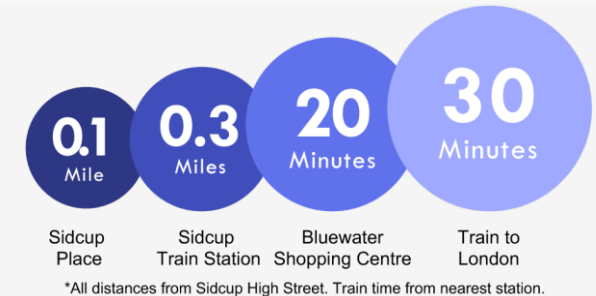 0.1
Mile
0.3
Miles
20
Minutes
30
Minutes
Sidcup
Place
Sidcup
Train Station
Bluewater
Shopping Centre
Train to
London
*All distances from Sidcup High Street. Train time from nearest station.